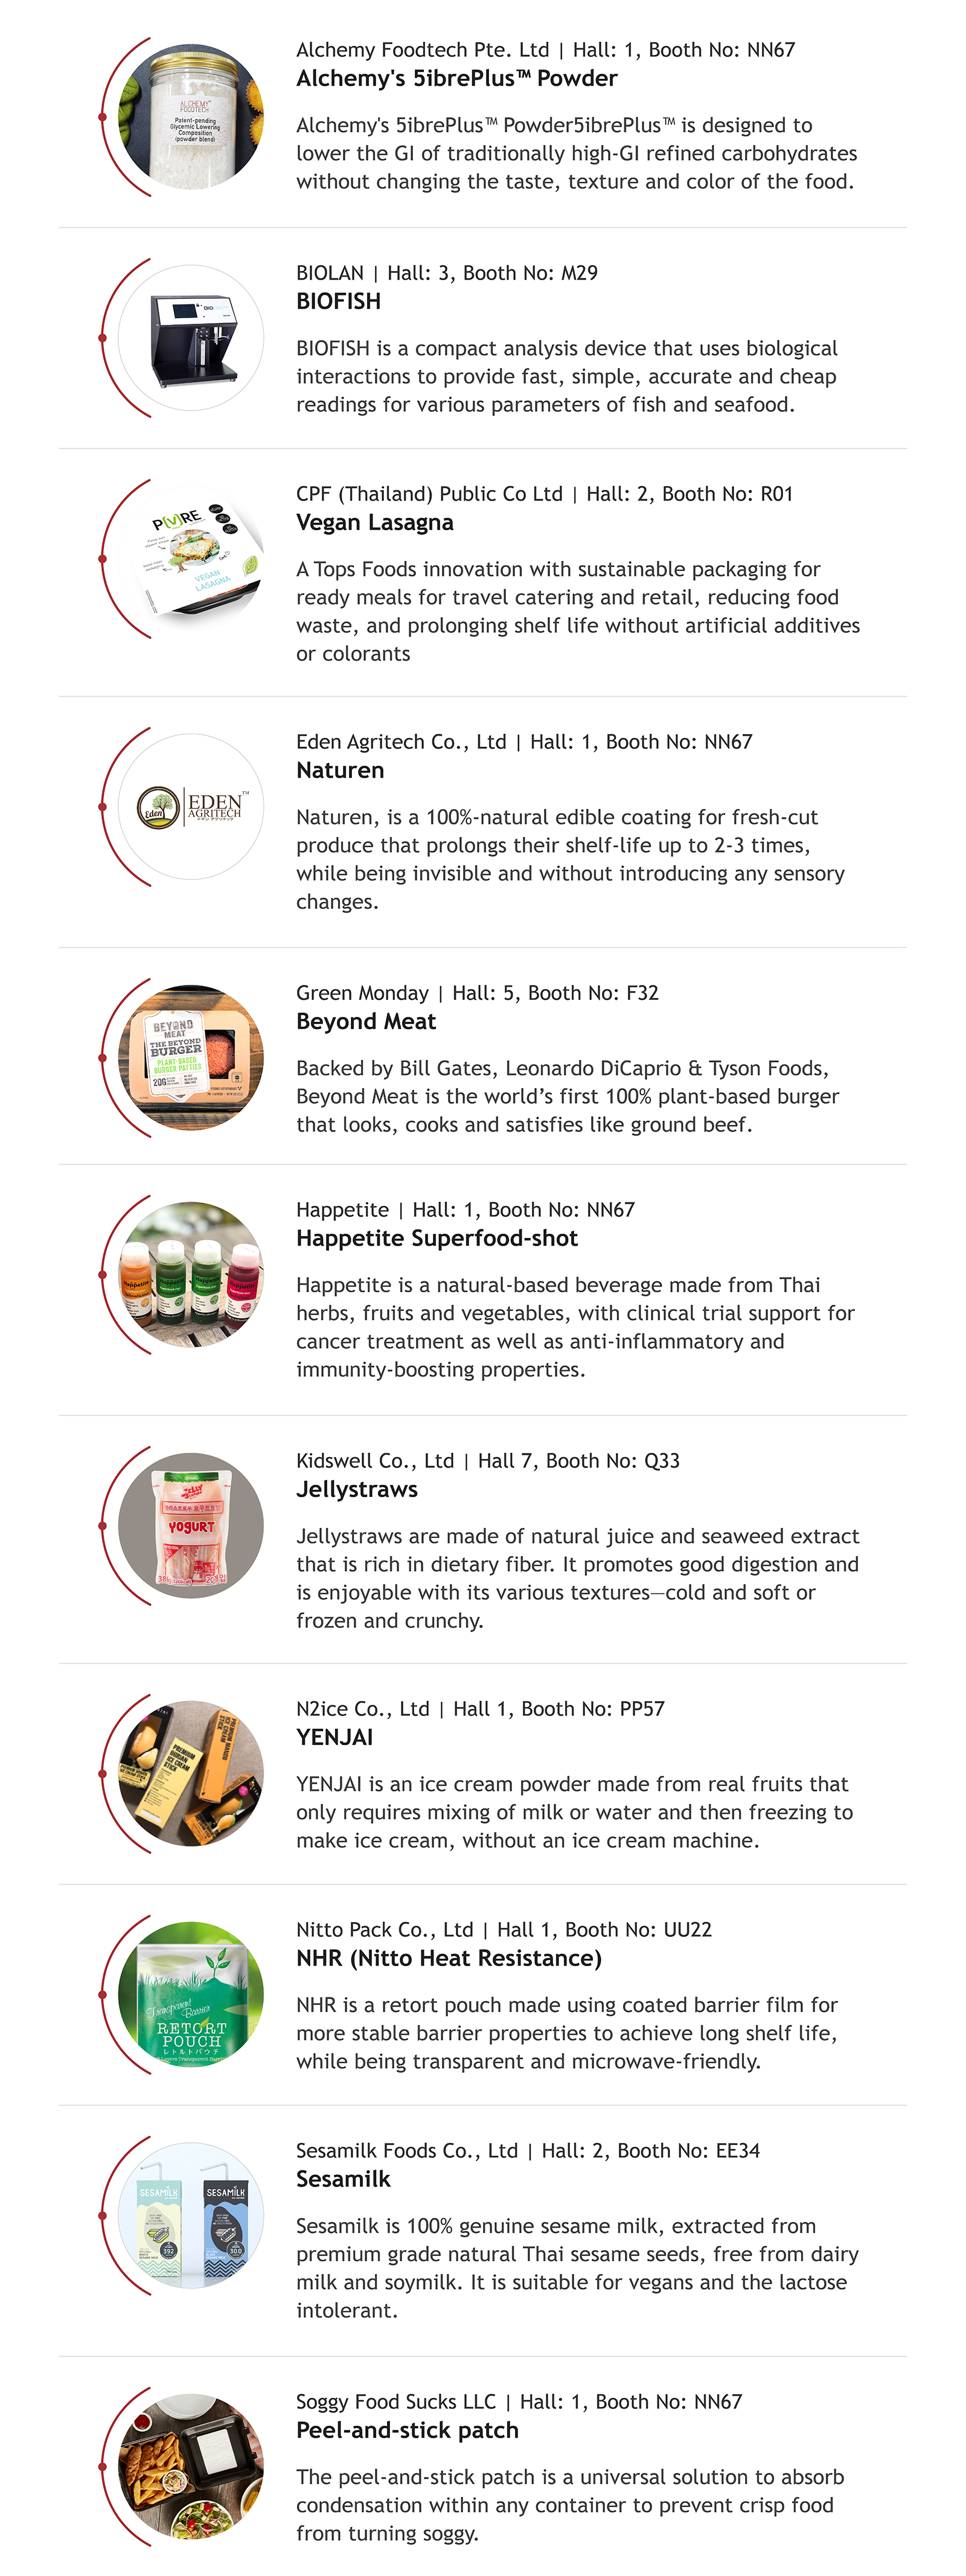 Alchemy Foodtech Pte. Ltd | Hall: 1, Booth No: NN67
Alchemy's 5ibrePlus™ Powder
ALCHEMY™
FOODTECH
Patent-pending
Glycemic Lowering
Composition
(powder blend)
Alchemy's 5ibrePlus™ Powder5ibrePlus™ is designed to
lower the GI of traditionally high-GI refined carbohydrates
without changing the taste, texture and color of the food.
BIOLAN | Hall: 3, Booth No: M29
BIOFISH
BIOFISH is a compact analysis device that uses biological
interactions to provide fast, simple, accurate and cheap
readings for various parameters of fish and seafood.
CPF (Thailand) Public Co Ltd | Hall: 2, Booth No: R01
Vegan Lasagna
P(V)RE
VEGAN
LASAGNA
A Tops Foods innovation with sustainable packaging for
ready meals for travel catering and retail, reducing food
waste, and prolonging shelf life without artificial additives
or colorants
Eden Agritech Co., Ltd | Hall: 1, Booth No: NN67
Naturen
Eden
EDEN™
AGRITECH
Naturen, is a 100%-natural edible coating for fresh-cut
produce that prolongs their shelf-life up to 2-3 times,
while being invisible and without introducing any sensory
changes.
Green Monday | Hall: 5, Booth No: F32
Beyond Meat
BEYOND
MEAT
THE BEYOND
BURGER
PLANT-BASED
BURGER PATTIES
20G
Backed by Bill Gates, Leonardo DiCaprio & Tyson Foods,
Beyond Meat is the world’s first 100% plant-based burger
that looks, cooks and satisfies like ground beef.
Happetite | Hall: 1, Booth No: NN67
Happetite Superfood-shot
Happetite
Happetite
Happetite
Happetite is a natural-based beverage made from Thai
herbs, fruits and vegetables, with clinical trial support for
cancer treatment as well as anti-inflammatory and
immunity-boosting properties.
Kidswell Co., Ltd | Hall 7, Booth No: Q33
Jellystraws
JELLY
YOGURT
Jellystraws are made of natural juice and seaweed extract
that is rich in dietary fiber. It promotes good digestion and
is enjoyable with its various textures—cold and soft or
frozen and crunchy.
N2ice Co., Ltd | Hall 1, Booth No: PP57
YENJAI
PREMIUM
DURIAN
ICE CREAM
STICK
PREMIUM MANGO
ICE CREAM
STICK
YENJAI is an ice cream powder made from real fruits that
only requires mixing of milk or water and then freezing to
make ice cream, without an ice cream machine.
Nitto Pack Co., Ltd | Hall 1, Booth No: UU22
NHR (Nitto Heat Resistance)
Transparent
Barrier
RETORT
POUCH
レトルトパウチ
NHR is a retort pouch made using coated barrier film for
more stable barrier properties to achieve long shelf life,
while being transparent and microwave-friendly.
Sesamilk Foods Co., Ltd | Hall: 2, Booth No: EE34
Sesamilk
SESAMILK SESAMILK
392
300
Sesamilk is 100% genuine sesame milk, extracted from
premium grade natural Thai sesame seeds, free from dairy
milk and soymilk. It is suitable for vegans and the lactose
intolerant.
Soggy Food Sucks LLC | Hall: 1, Booth No: NN67
Peel-and-stick patch
The peel-and-stick patch is a universal solution to absorb
condensation within any container to prevent crisp food
from turning soggy.